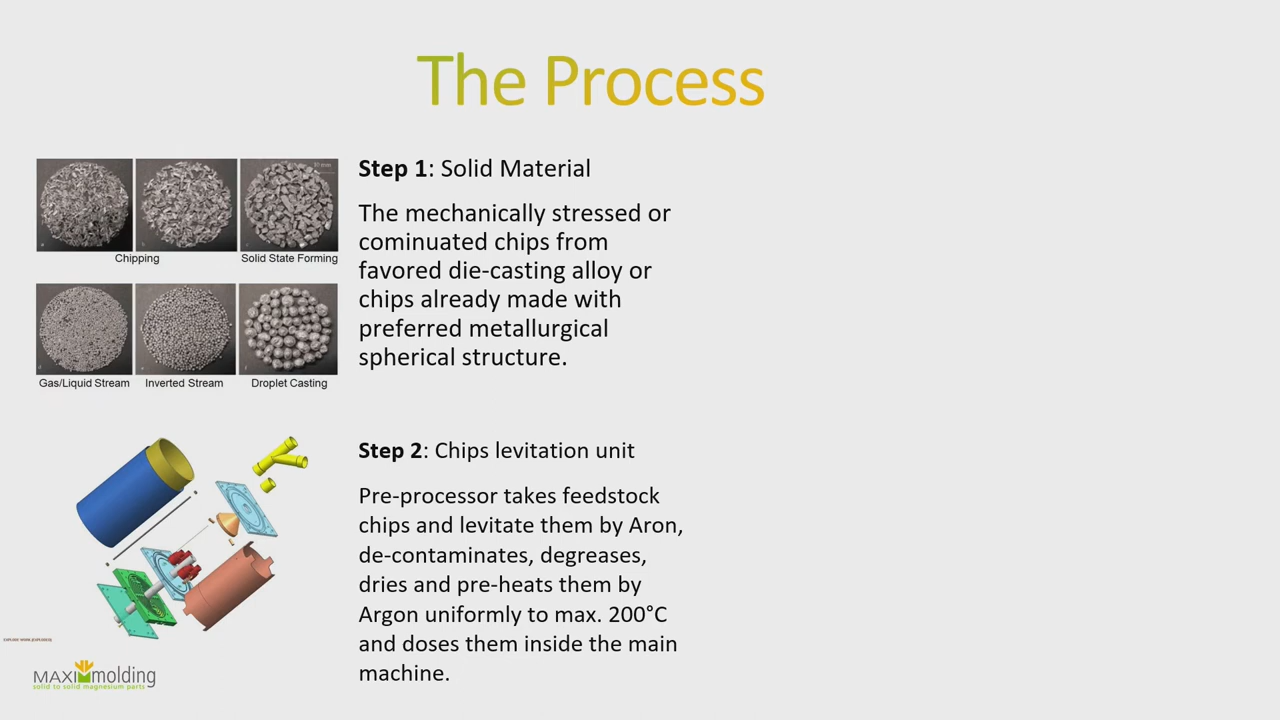 The Process
Step 1: Solid Material
The mechanically stressed or
cominuated chips from
favored die-casting alloy or
chips already made with
preferred metallurgical
spherical structure.
Chipping
Solid State Forming
Gas/Liquid Stream
Inverted Stream
Droplet Casting
Step 2: Chips levitation unit
Pre-processor takes feedstock
chips and levitate them by Aron,
de-contaminates, degreases,
dries and pre-heats them by
Argon uniformly to max. 200°C
and doses them inside the main
machine.
MAXImolding
solid to solid magnesium parts